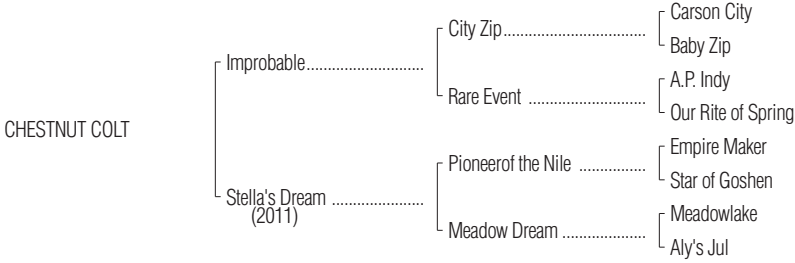 Carson City
City Zip
Baby Zip
Improbable
A.P. Indy
Rare Event
Our Rite of Spring
CHESTNUT COLT
Empire Maker
Pioneerof the Nile
Star of Goshen
Stella's Dream
(2011)
Meadowlake
Meadow Dream
Aly's Jul